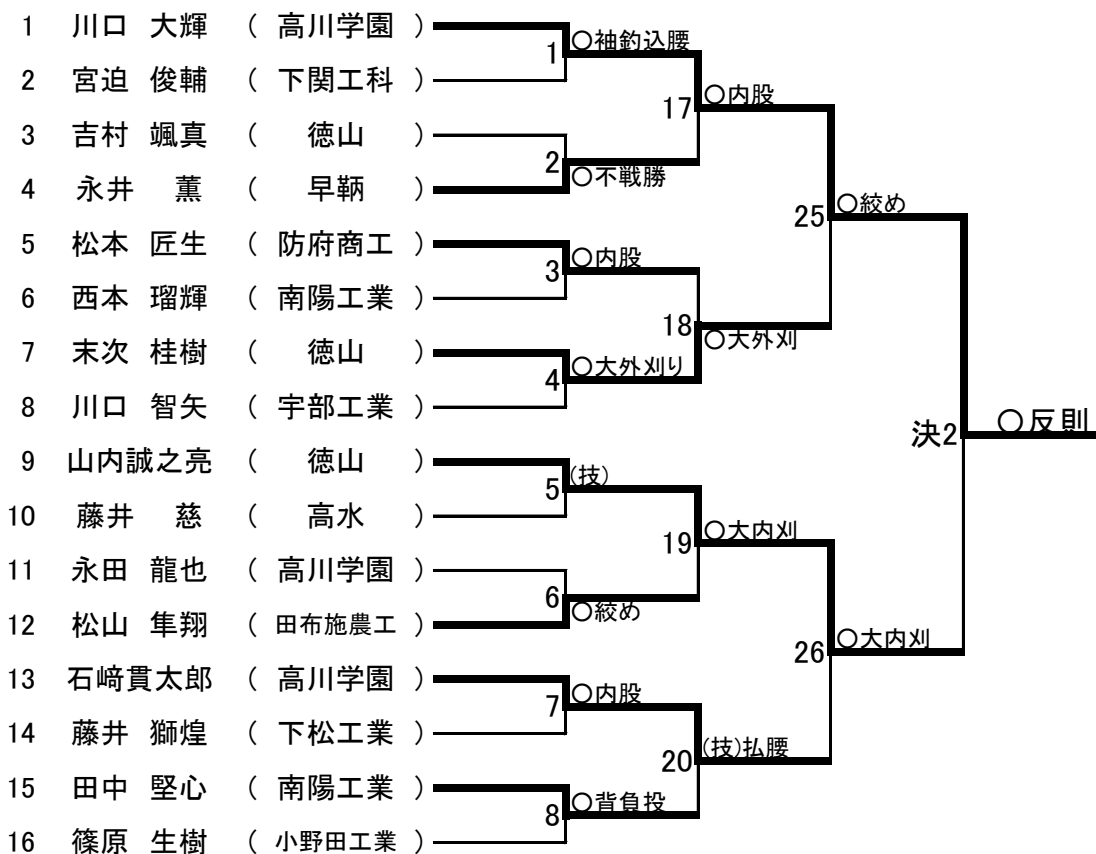 1 川口 大輝 ( 高川学園 )
1 ○袖釣込腰
2 宮迫 俊輔 ( 下関工科 )
17 ○内股
3 吉村 颯真 ( 徳山 )
2 ○不戦勝
4 永井 薫 ( 早鞆 )
25 ○絞め
5 松本 匠生 ( 防府商工 )
3 ○内股
6 西本 瑠輝 ( 南陽工業 )
18 ○大外刈
7 末次 桂樹 ( 徳山 )
4 ○大外刈り
8 川口 智矢 ( 宇部工業 )
決2 ○反則
9 山内誠之亮 ( 徳山 )
5 (技)
10 藤井 慈 ( 高水 )
19 ○大内刈
11 永田 龍也 ( 高川学園 )
6 ○絞め
12 松山 隼翔 ( 田布施農工 )
26 ○大内刈
13 石﨑貫太郎 ( 高川学園 )
7 ○内股
14 藤井 獅煌 ( 下松工業 )
20 (技)払腰
15 田中 堅心 ( 南陽工業 )
8 ○背負投
16 篠原 生樹 ( 小野田工業 )